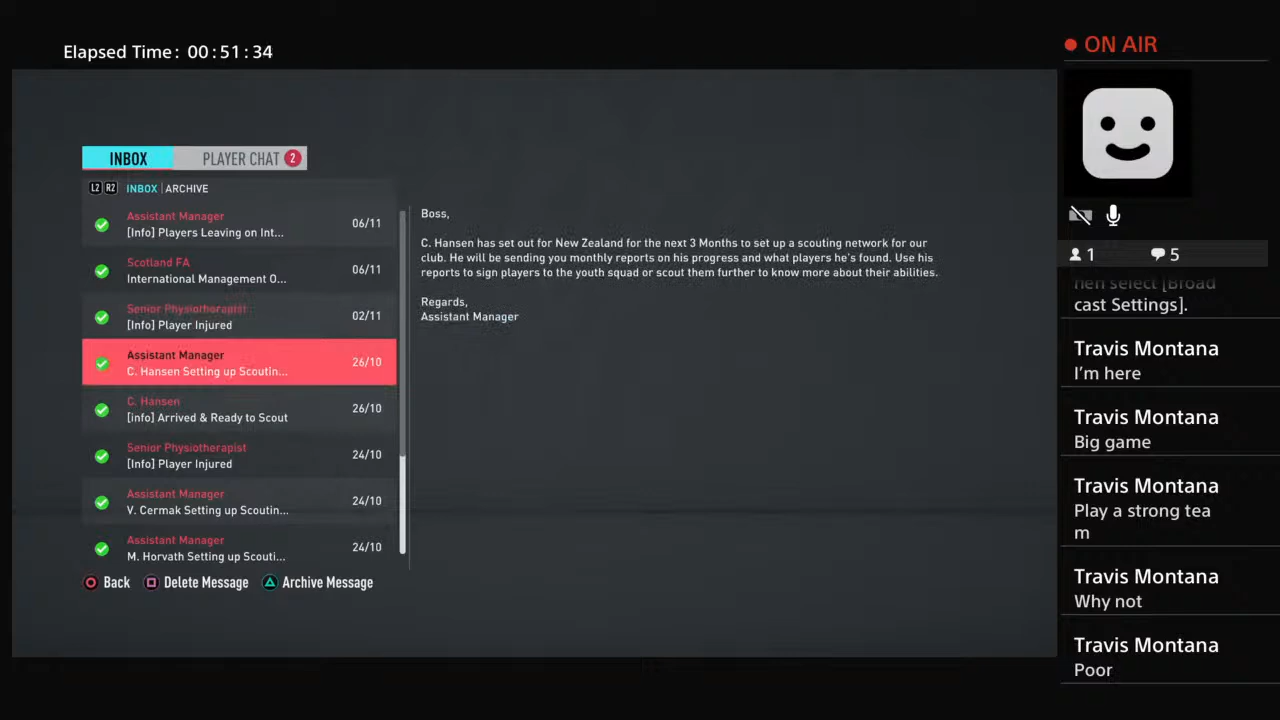 Elapsed Time: 00:51:34
ON AIR
INBOX
PLAYER CHAT 2
L2 R2 INBOX | ARCHIVE
Assistant Manager
[Info] Players Leaving on Int...
06/11
Scotland FA
International Management O...
06/11
Senior Physiotherapist
[Info] Player Injured
02/11
Assistant Manager
C. Hansen Setting up Scoutin...
26/10
C. Hansen
[info] Arrived & Ready to Scout
26/10
Senior Physiotherapist
[Info] Player Injured
24/10
Assistant Manager
V. Cermak Setting up Scoutin...
24/10
Assistant Manager
M. Horvath Setting up Scouti...
24/10
Boss,
C. Hansen has set out for New Zealand for the next 3 Months to set up a scouting network for our
club. He will be sending you monthly reports on his progress and what players he's found. Use his
reports to sign players to the youth squad or scout them further to know more about their abilities.
Regards,
Assistant Manager
Back
Delete Message
Archive Message
1
5
hen select [Broad
cast Settings].
Travis Montana
I'm here
Travis Montana
Big game
Travis Montana
Play a strong tea
m
Travis Montana
Why not
Travis Montana
Poor